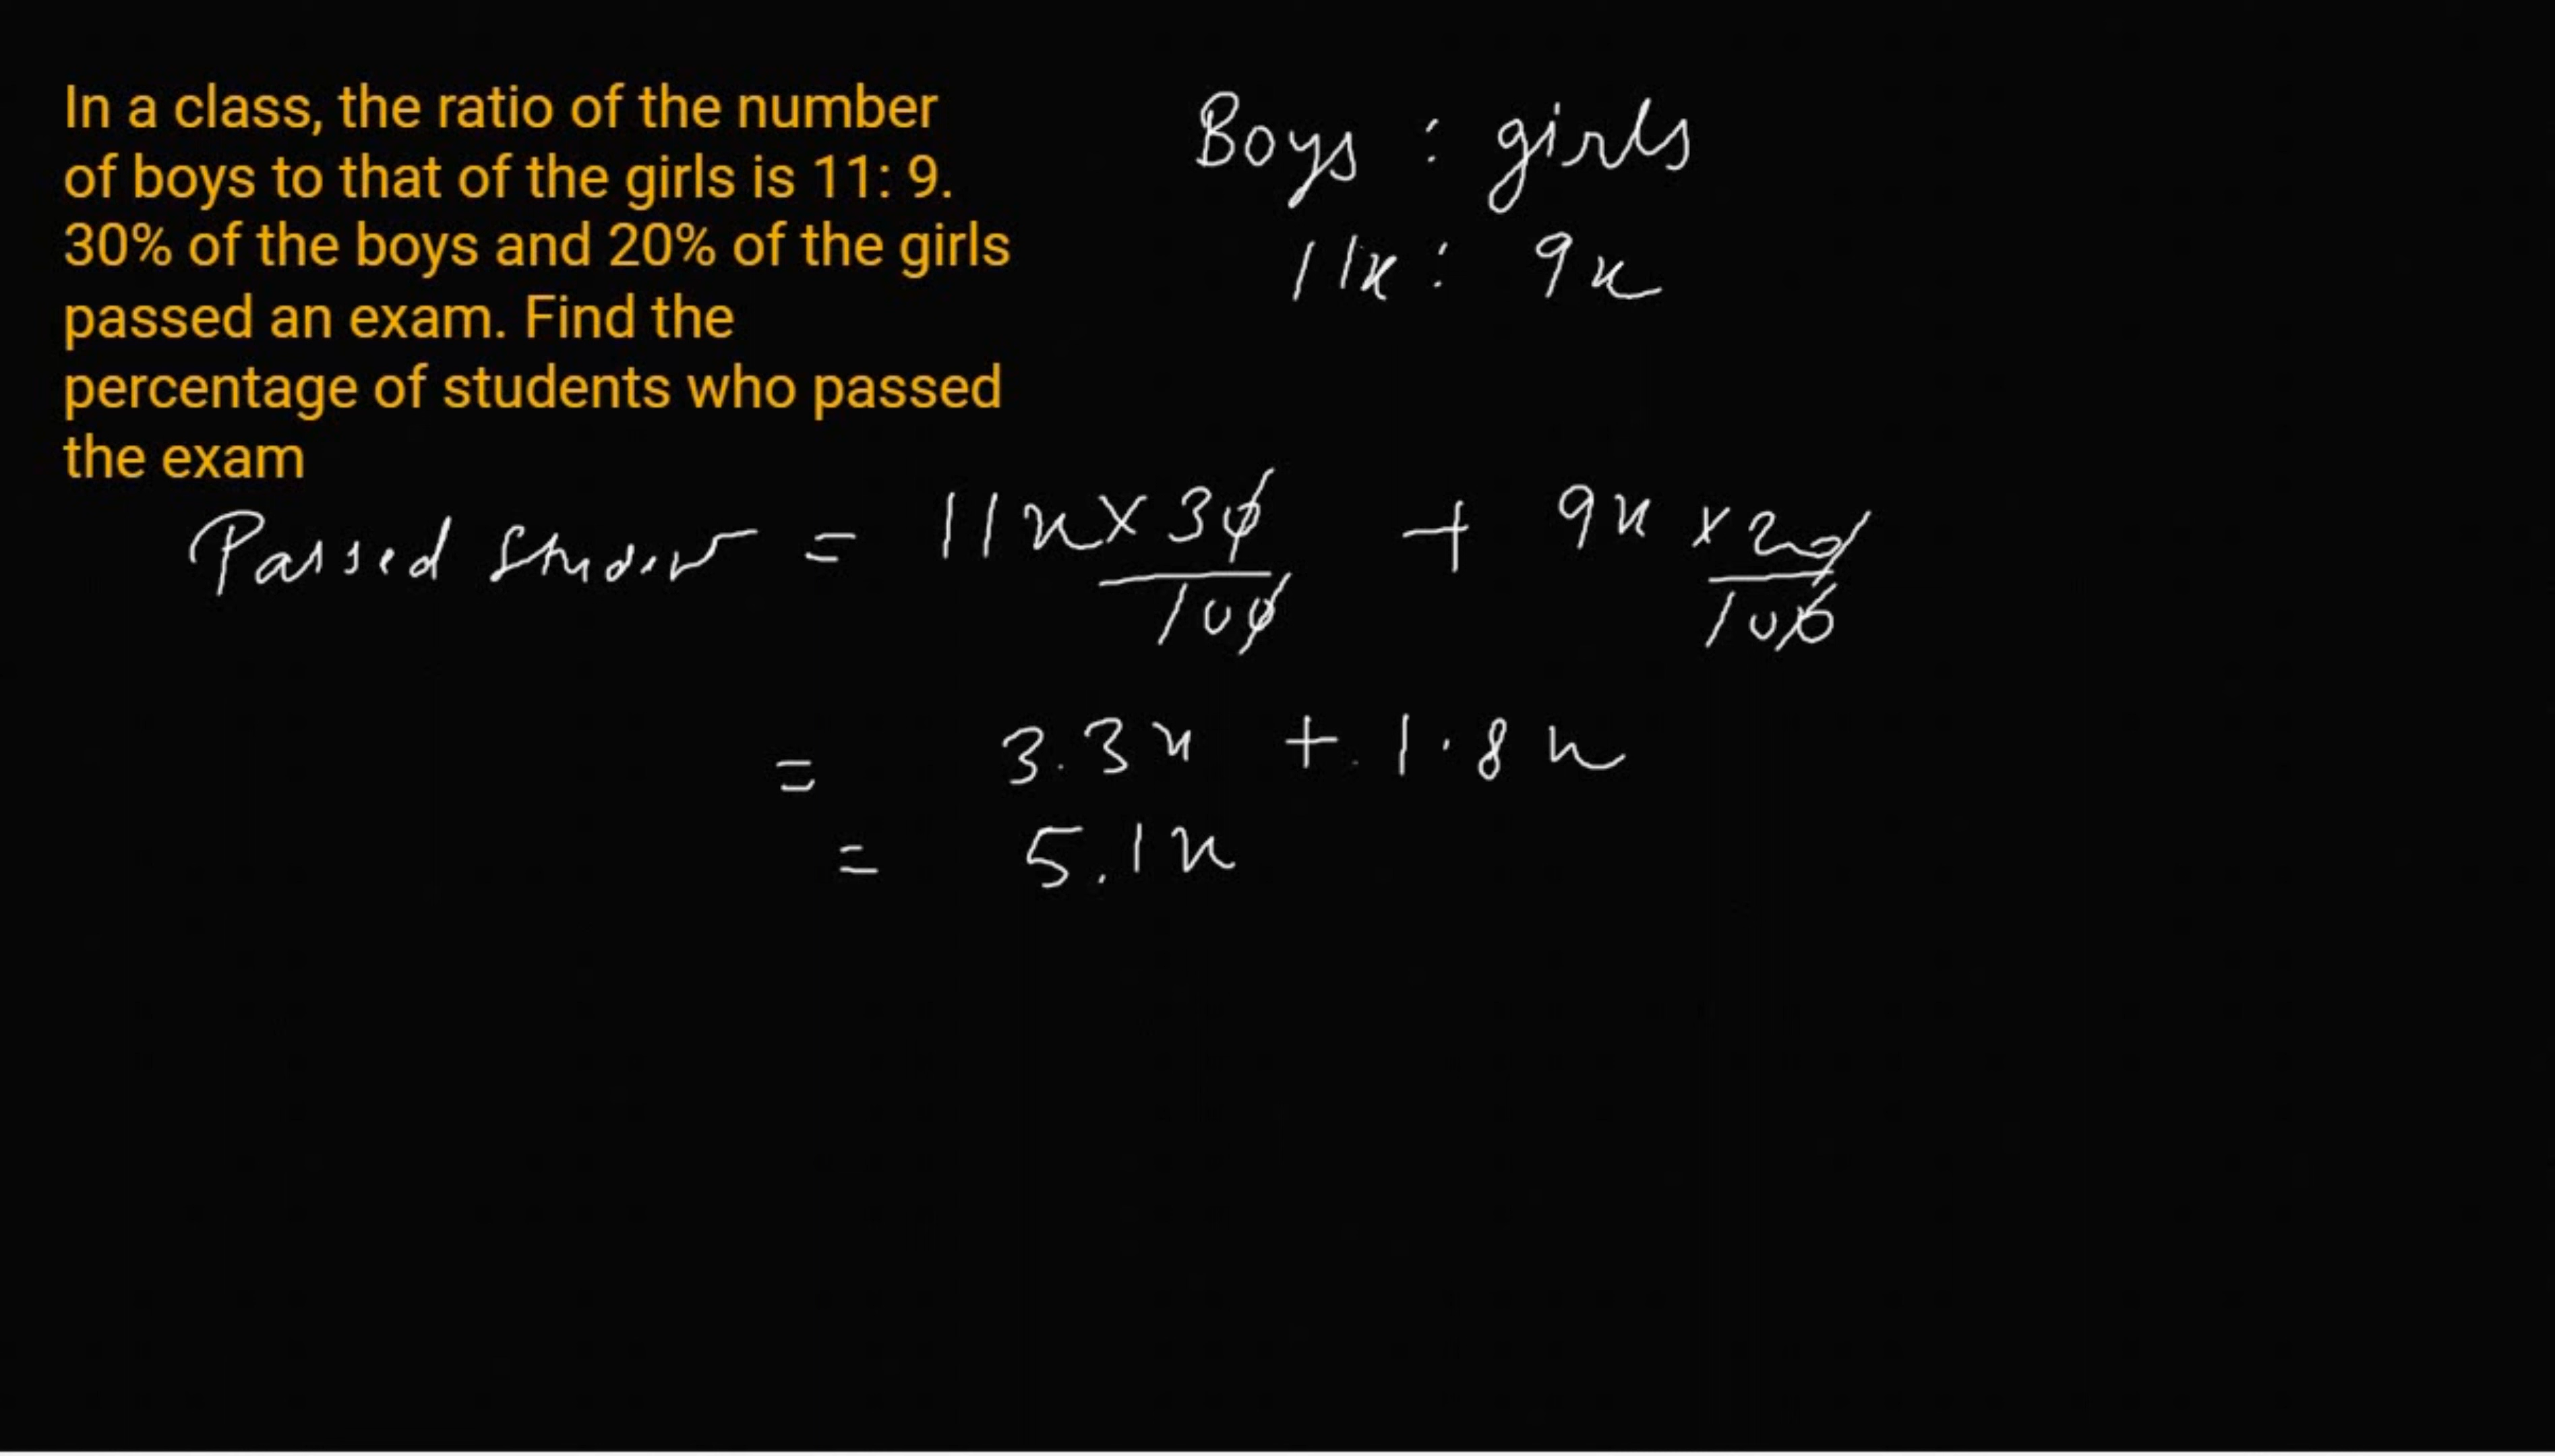 In a class, the ratio of the number
of boys to that of the girls is 11: 9.
30% of the boys and 20% of the girls
passed an exam. Find the
percentage of students who passed
the exam
Boys : girls
11x : 9x
Passed = 11x × 30/100 + 9x × 20/100
= 3.3x + 1.8x
= 5.1x